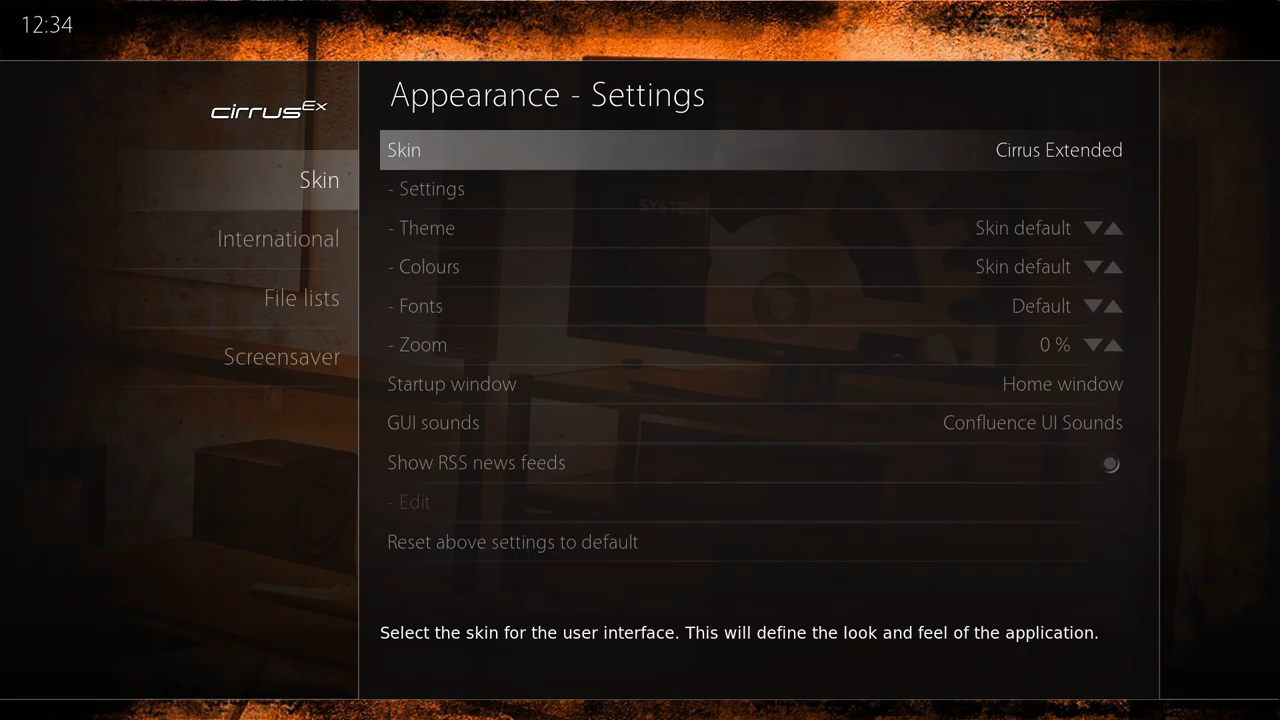 12:34
cirrusEx
Appearance - Settings
Skin
International
File lists
Screensaver
Skin Cirrus Extended
- Settings
- Theme Skin default
- Colours Skin default
- Fonts Default
- Zoom 0 %
Startup window Home window
GUI sounds Confluence UI Sounds
Show RSS news feeds
- Edit
Reset above settings to default
Select the skin for the user interface. This will define the look and feel of the application.